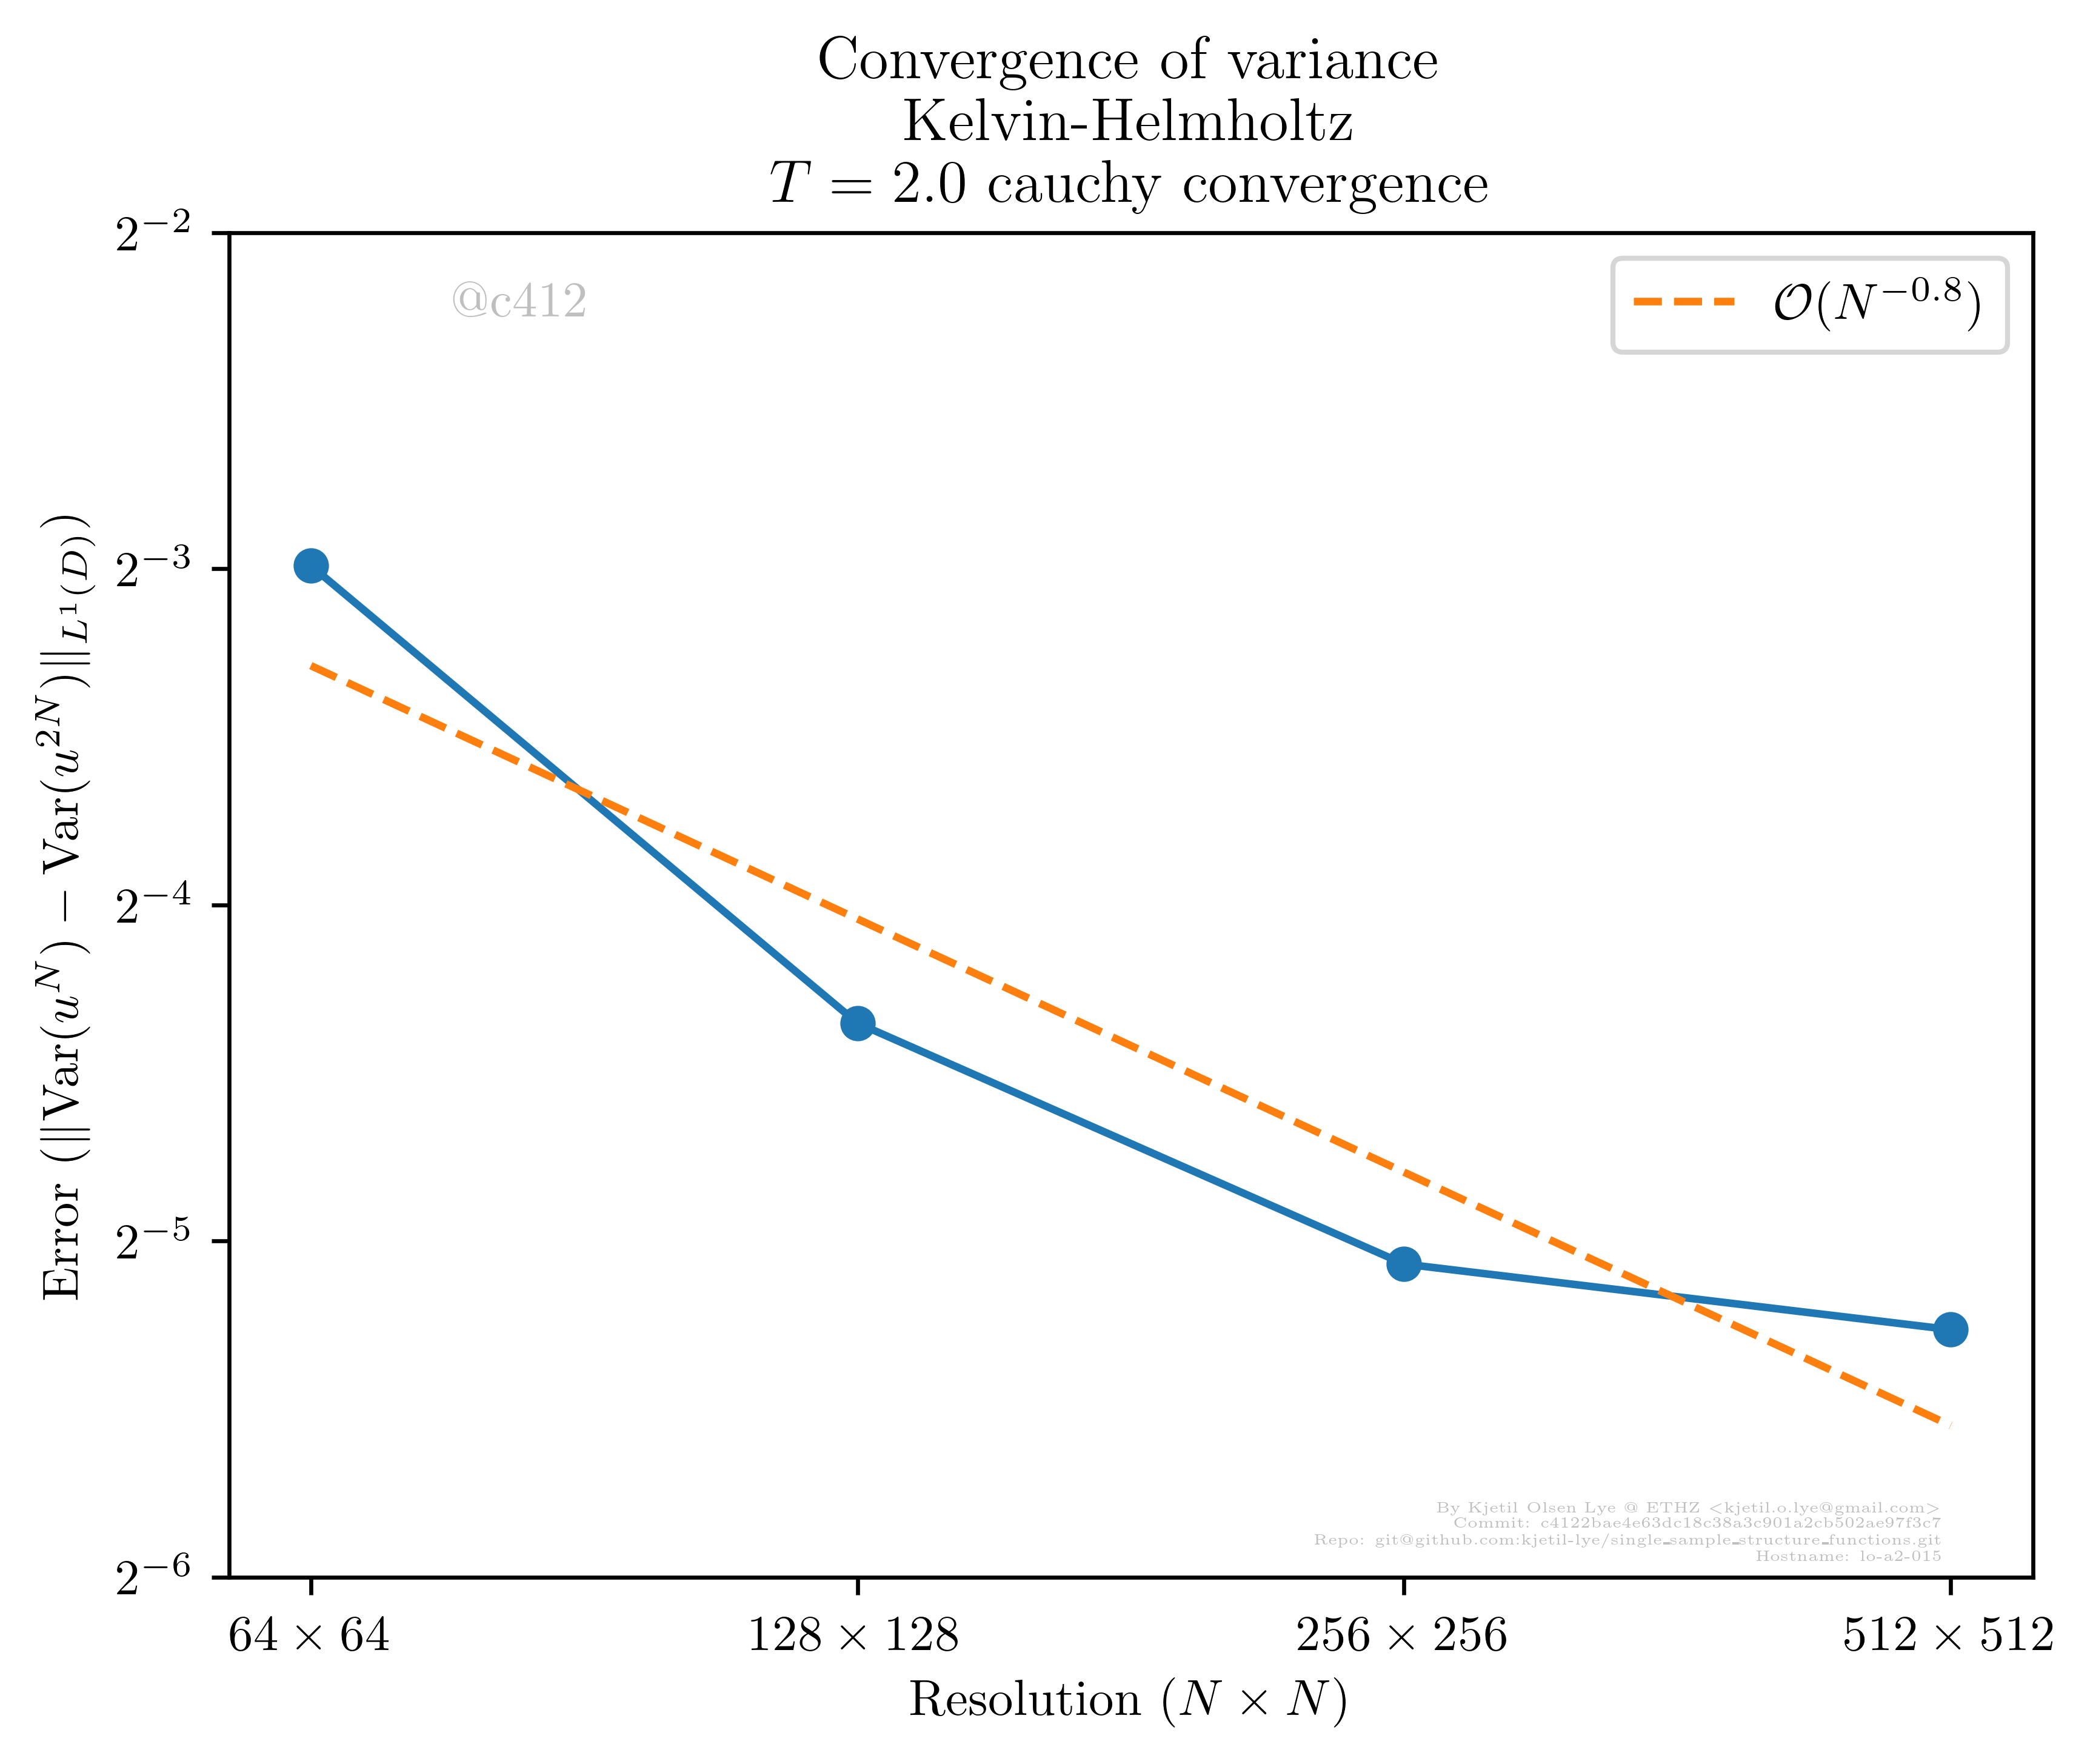 Convergence of variance
Kelvin-Helmholtz
T = 2.0 cauchy convergence
2⁻²
@c412
O(N⁻⁰·⁸)
2⁻³
2⁻⁴
2⁻⁵
2⁻⁶
Error (||Var(u^N) − Var(u^{2N})||_{L¹(D)})
By Kjetil Olsen Lye @ ETHZ <kjetil.o.lye@gmail.com>
Commit: c4122bae4e63dc18c38a3c901a2cb502ae97f3c7
Repo: git@github.com:kjetil-lye/single_sample_structure_functions.git
Hostname: lo-a2-015
64 × 64
128 × 128
256 × 256
512 × 512
Resolution (N × N)